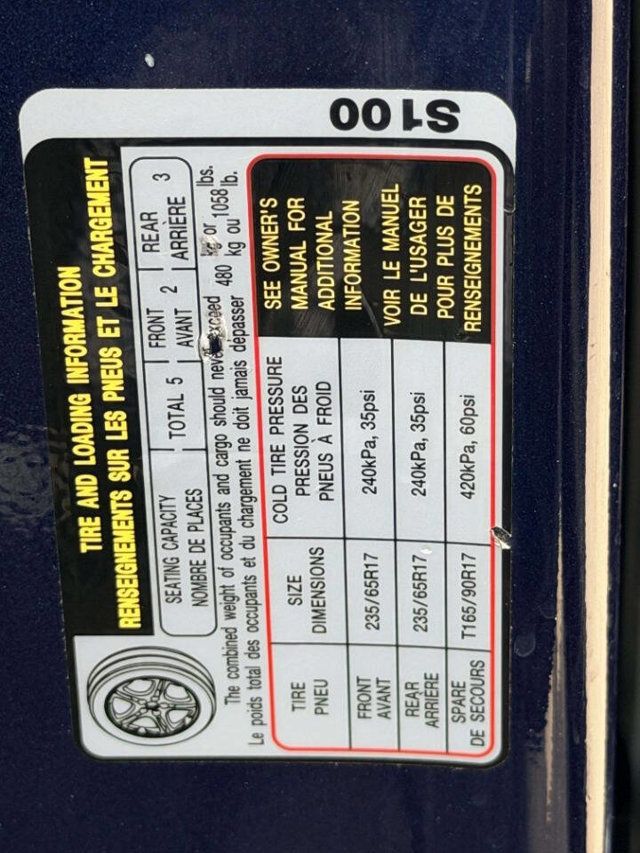 TIRE AND LOADING INFORMATION
RENSEIGNEMENTS SUR LES PNEUS ET LE CHARGEMENT
SEATING CAPACITY
NOMBRE DE PLACES
TOTAL 5
FRONT
AVANT
2
REAR
ARRIÈRE
3
The combined weight of occupants and cargo should never exceed kg or lbs.
Le poids total des occupants et du chargement ne doit jamais dépasser 480 kg ou 1058 lb.
TIRE
PNEU
SIZE
DIMENSIONS
COLD TIRE PRESSURE
PRESSION DES
PNEUS À FROID
FRONT
AVANT
235/65R17
240kPa, 35psi
REAR
ARRIÈRE
235/65R17
240kPa, 35psi
SPARE
DE SECOURS
T165/90R17
420kPa, 60psi
SEE OWNER'S
MANUAL FOR
ADDITIONAL
INFORMATION
VOIR LE MANUEL
DE L'USAGER
POUR PLUS DE
RENSEIGNEMENTS
S100